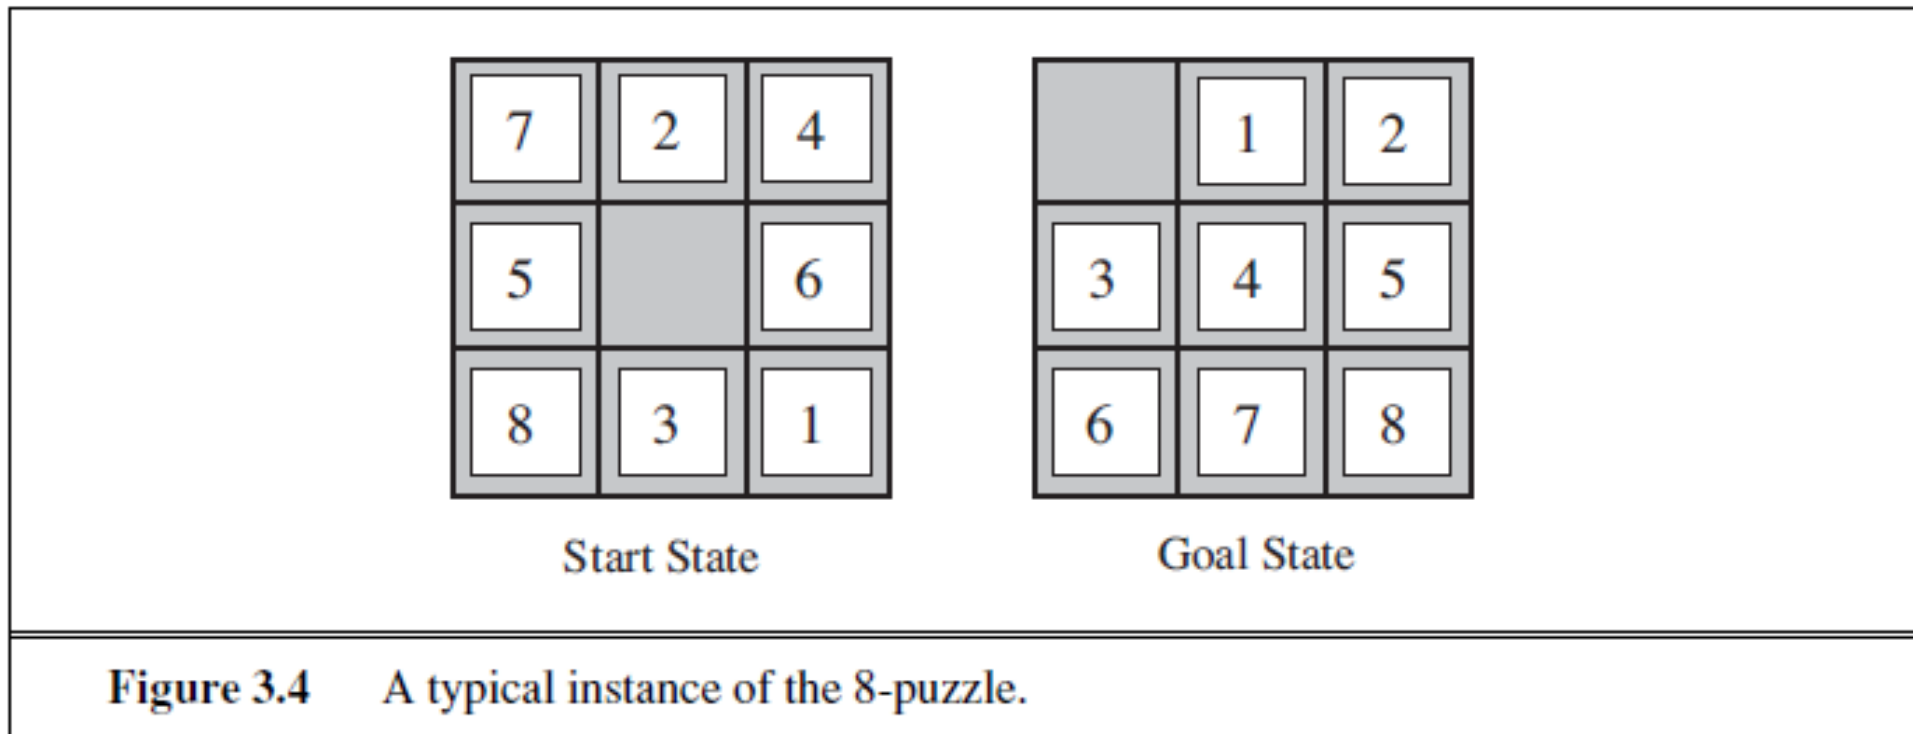 7 2 4 1 2
5 6 3 4 5
8 3 1 6 7 8
Start State Goal State
Figure 3.4 A typical instance of the 8-puzzle.